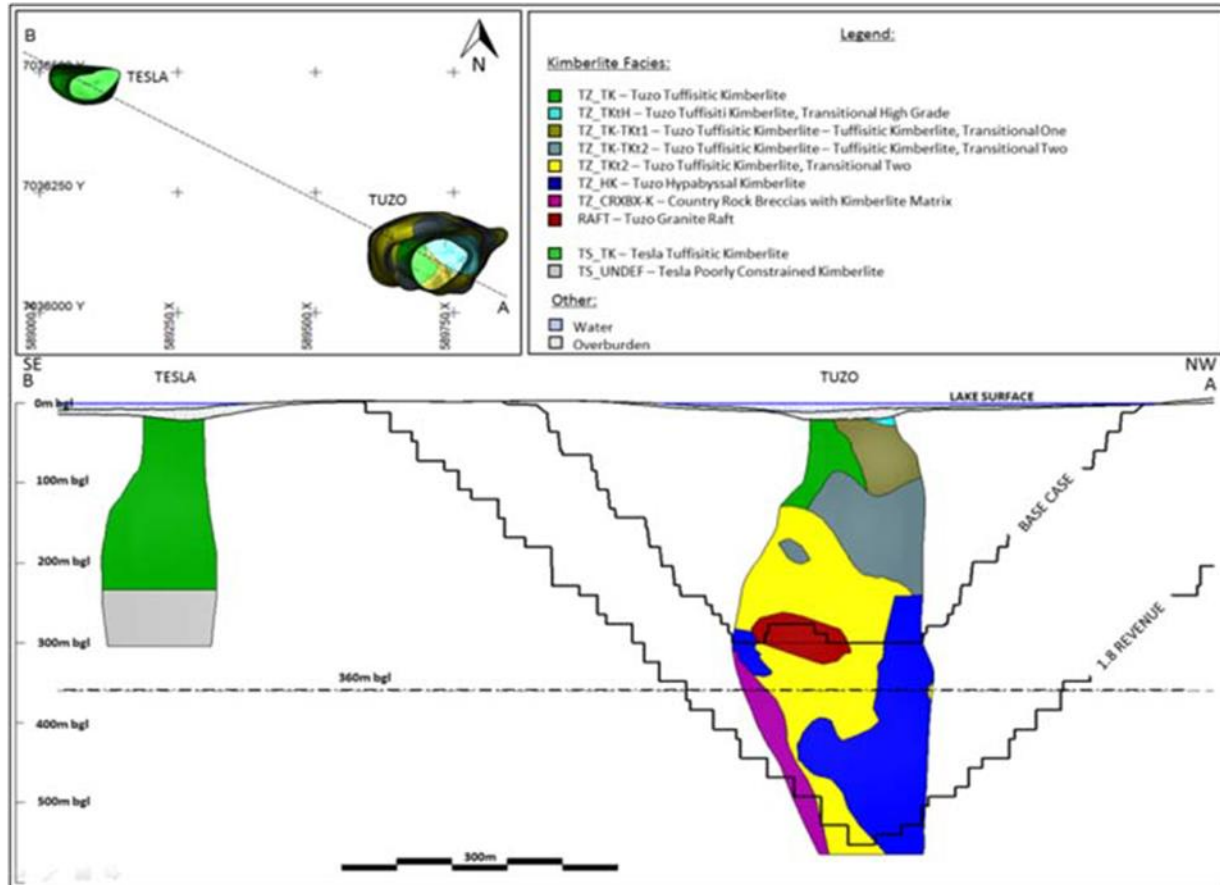 B
N
7036500 Y
TESLA
7036250 Y
TUZO
7036000 Y
A
589000 X
589250 X
589500 X
589750 X
Legend:
Kimberlite Facies:
TZ_TK – Tuzo Tuffisitic Kimberlite
TZ_TKtH – Tuzo Tuffisiti Kimberlite, Transitional High Grade
TZ_TK-TKt1 – Tuzo Tuffisitic Kimberlite – Tuffisitic Kimberlite, Transitional One
TZ_TK-TKt2 – Tuzo Tuffisitic Kimberlite – Tuffisitic Kimberlite, Transitional Two
TZ_TKt2 – Tuzo Tuffisitic Kimberlite, Transitional Two
TZ_HK – Tuzo Hypabyssal Kimberlite
TZ_CRXBX-K – Country Rock Breccias with Kimberlite Matrix
RAFT – Tuzo Granite Raft
TS_TK – Tesla Tuffisitic Kimberlite
TS_UNDEF – Tesla Poorly Constrained Kimberlite
Other:
Water
Overburden
SE
B
TESLA
TUZO
NW
A
0m bgl
LAKE SURFACE
100m bgl
BASE CASE
200m bgl
300m bgl
1.8 REVENUE
360m bgl
400m bgl
500m bgl
300m